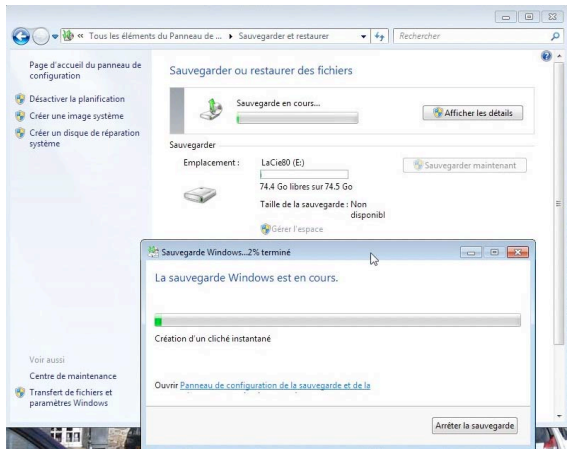 « Tous les éléments du Panneau de ... ▸ Sauvegarder et restaurer
Rechercher
Page d'accueil du panneau de
configuration
Désactiver la planification
Créer une image système
Créer un disque de réparation
système
Sauvegarder ou restaurer des fichiers
Sauvegarde en cours...
Afficher les détails
Sauvegarder
Emplacement :
LaCie80 (E:)
Sauvegarder maintenant
74.4 Go libres sur 74.5 Go
Taille de la sauvegarde : Non
disponibl
Gérer l'espace
Sauvegarde Windows...2% terminé
La sauvegarde Windows est en cours.
Création d'un cliché instantané
Ouvrir Panneau de configuration de la sauvegarde et de la
Arrêter la sauvegarde
Voir aussi
Centre de maintenance
Transfert de fichiers et
paramètres Windows